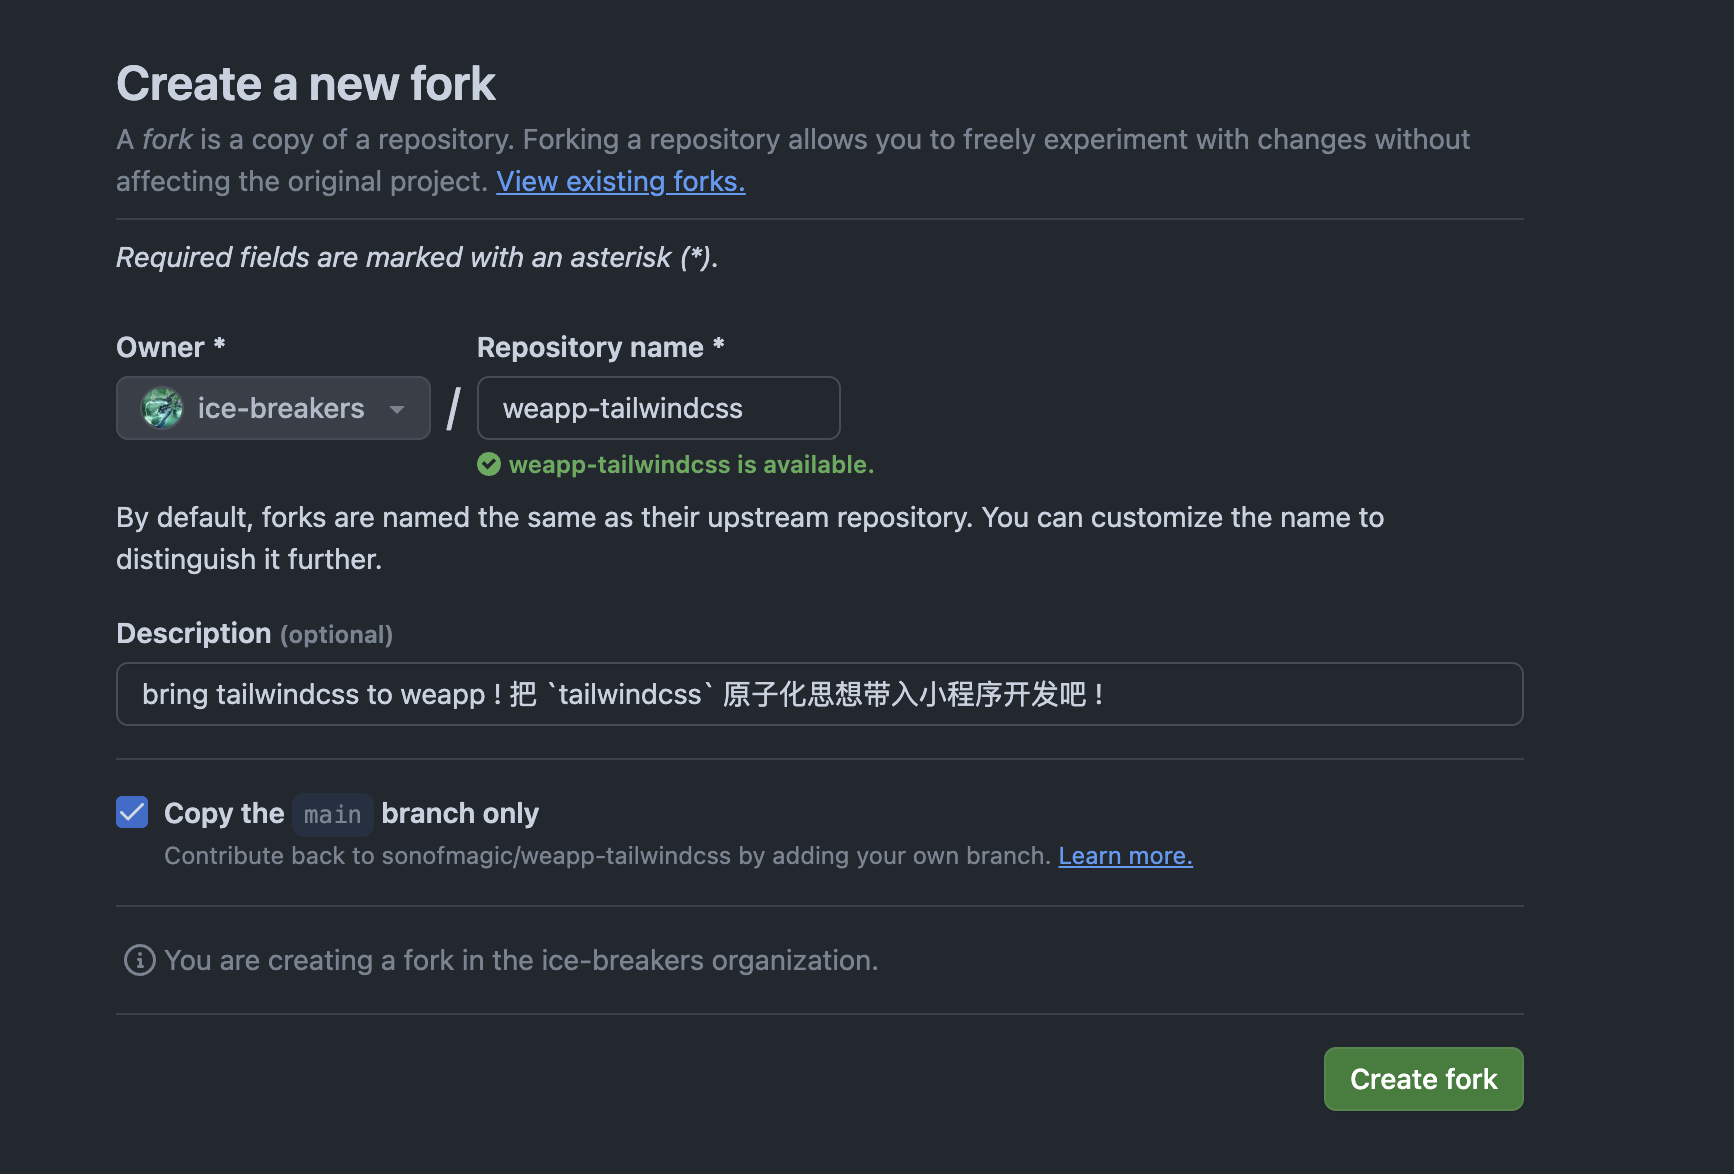 Create a new fork
A fork is a copy of a repository. Forking a repository allows you to freely experiment with changes without
affecting the original project. View existing forks.
Required fields are marked with an asterisk (*).
Owner *
Repository name *
ice-breakers
/
weapp-tailwindcss
weapp-tailwindcss is available.
By default, forks are named the same as their upstream repository. You can customize the name to
distinguish it further.
Description (optional)
bring tailwindcss to weapp ! 把 `tailwindcss` 原子化思想带入小程序开发吧 !
Copy the main branch only
Contribute back to sonofmagic/weapp-tailwindcss by adding your own branch. Learn more.
You are creating a fork in the ice-breakers organization.
Create fork